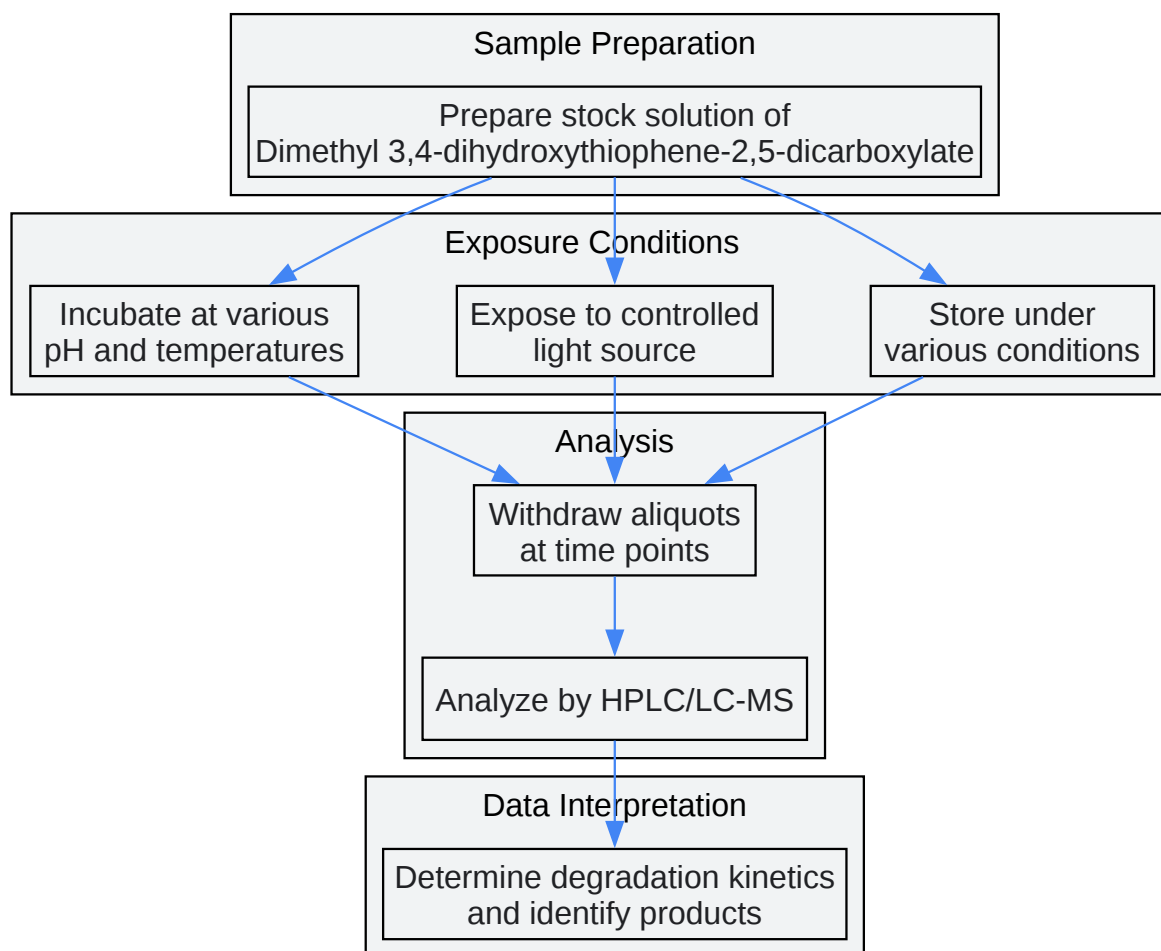 Sample Preparation
Prepare stock solution of
Dimethyl 3,4-dihydroxythiophene-2,5-dicarboxylate
Exposure Conditions
Incubate at various
pH and temperatures
Expose to controlled
light source
Store under
various conditions
Analysis
Withdraw aliquots
at time points
Analyze by HPLC/LC-MS
Data Interpretation
Determine degradation kinetics
and identify products